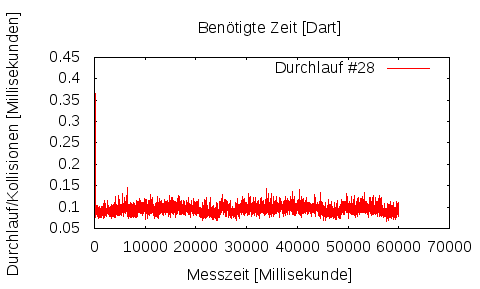 Benötigte Zeit [Dart]
Durchlauf/Kollisionen [Millisekunden]
0.45
0.4
0.35
0.3
0.25
0.2
0.15
0.1
0.05
Durchlauf #28
0 10000 20000 30000 40000 50000 60000 70000
Messzeit [Millisekunde]